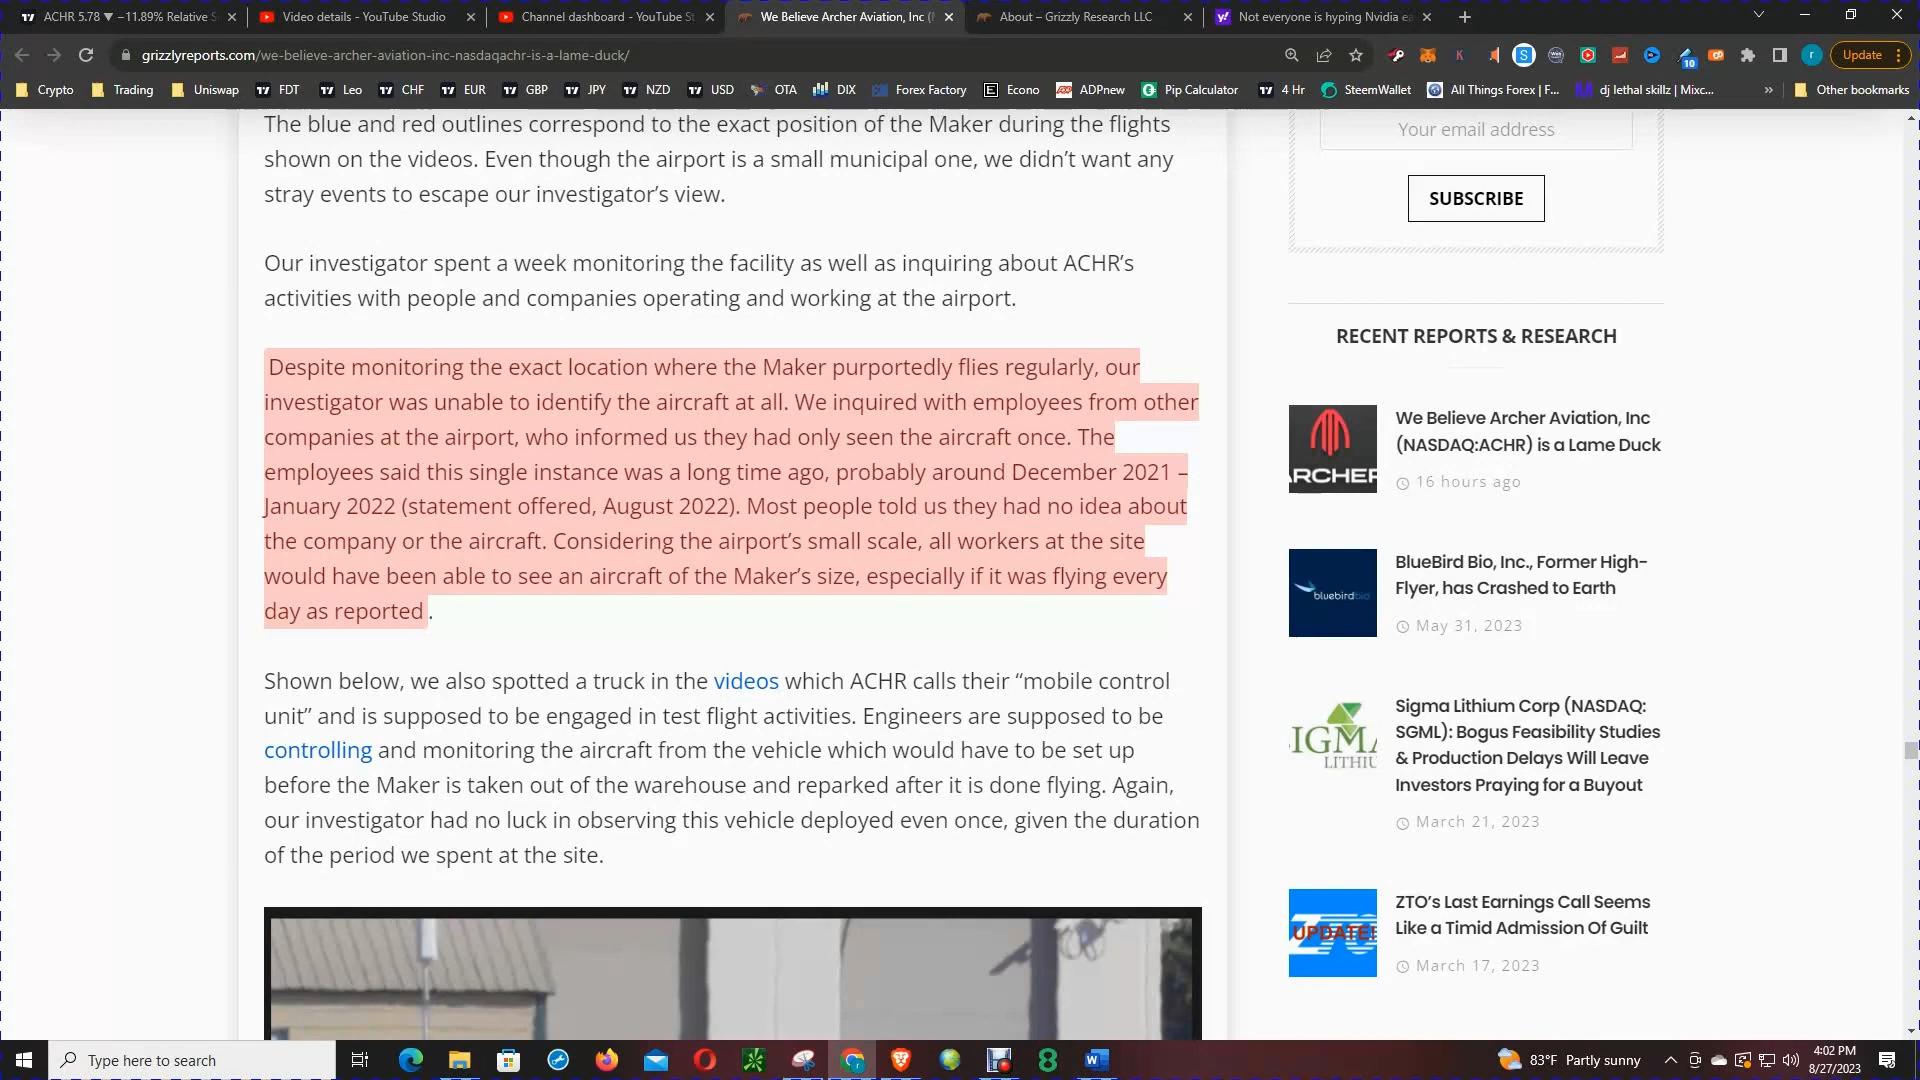 ACHR 5.78 ▼ −11.89% Relative S
Video details - YouTube Studio
Channel dashboard - YouTube St
We Believe Archer Aviation, Inc (
About – Grizzly Research LLC
Not everyone is hyping Nvidia ea
grizzlyreports.com/we-believe-archer-aviation-inc-nasdaqachr-is-a-lame-duck/
10
Update
Crypto
Trading
Uniswap
FDT
Leo
CHF
EUR
GBP
JPY
NZD
USD
OTA
DIX
Forex Factory
Econo
ADPnew
Pip Calculator
4 Hr
SteemWallet
All Things Forex | F...
dj lethal skillz | Mixc...
»
Other bookmarks
The blue and red outlines correspond to the exact position of the Maker during the flights
shown on the videos. Even though the airport is a small municipal one, we didn’t want any
stray events to escape our investigator’s view.
Our investigator spent a week monitoring the facility as well as inquiring about ACHR’s
activities with people and companies operating and working at the airport.
Despite monitoring the exact location where the Maker purportedly flies regularly, our
investigator was unable to identify the aircraft at all. We inquired with employees from other
companies at the airport, who informed us they had only seen the aircraft once. The
employees said this single instance was a long time ago, probably around December 2021 –
January 2022 (statement offered, August 2022). Most people told us they had no idea about
the company or the aircraft. Considering the airport’s small scale, all workers at the site
would have been able to see an aircraft of the Maker’s size, especially if it was flying every
day as reported.
Shown below, we also spotted a truck in the videos which ACHR calls their “mobile control
unit” and is supposed to be engaged in test flight activities. Engineers are supposed to be
controlling and monitoring the aircraft from the vehicle which would have to be set up
before the Maker is taken out of the warehouse and reparked after it is done flying. Again,
our investigator had no luck in observing this vehicle deployed even once, given the duration
of the period we spent at the site.
Your email address
SUBSCRIBE
RECENT REPORTS & RESEARCH
ARCHER
We Believe Archer Aviation, Inc
(NASDAQ:ACHR) is a Lame Duck
16 hours ago
bluebirdbio
BlueBird Bio, Inc., Former High-
Flyer, has Crashed to Earth
May 31, 2023
IGMA
LITHIU
Sigma Lithium Corp (NASDAQ:
SGML): Bogus Feasibility Studies
& Production Delays Will Leave
Investors Praying for a Buyout
March 21, 2023
ZTO
UPDATE!
ZTO’s Last Earnings Call Seems
Like a Timid Admission Of Guilt
March 17, 2023
Type here to search
83°F Partly sunny
4:02 PM
8/27/2023